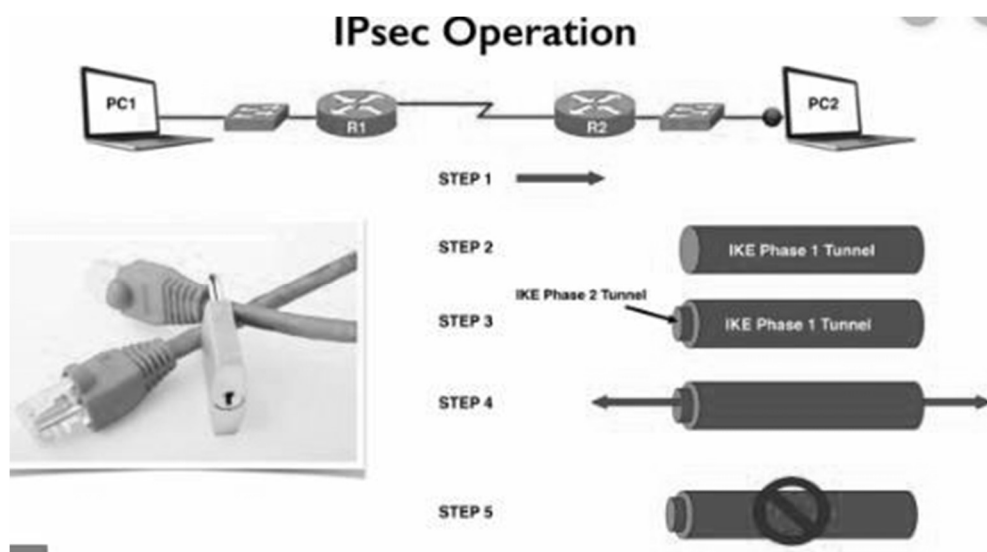 IPsec Operation
PC1
R1
R2
PC2
STEP 1
STEP 2
IKE Phase 1 Tunnel
IKE Phase 2 Tunnel
STEP 3
IKE Phase 1 Tunnel
STEP 4
STEP 5